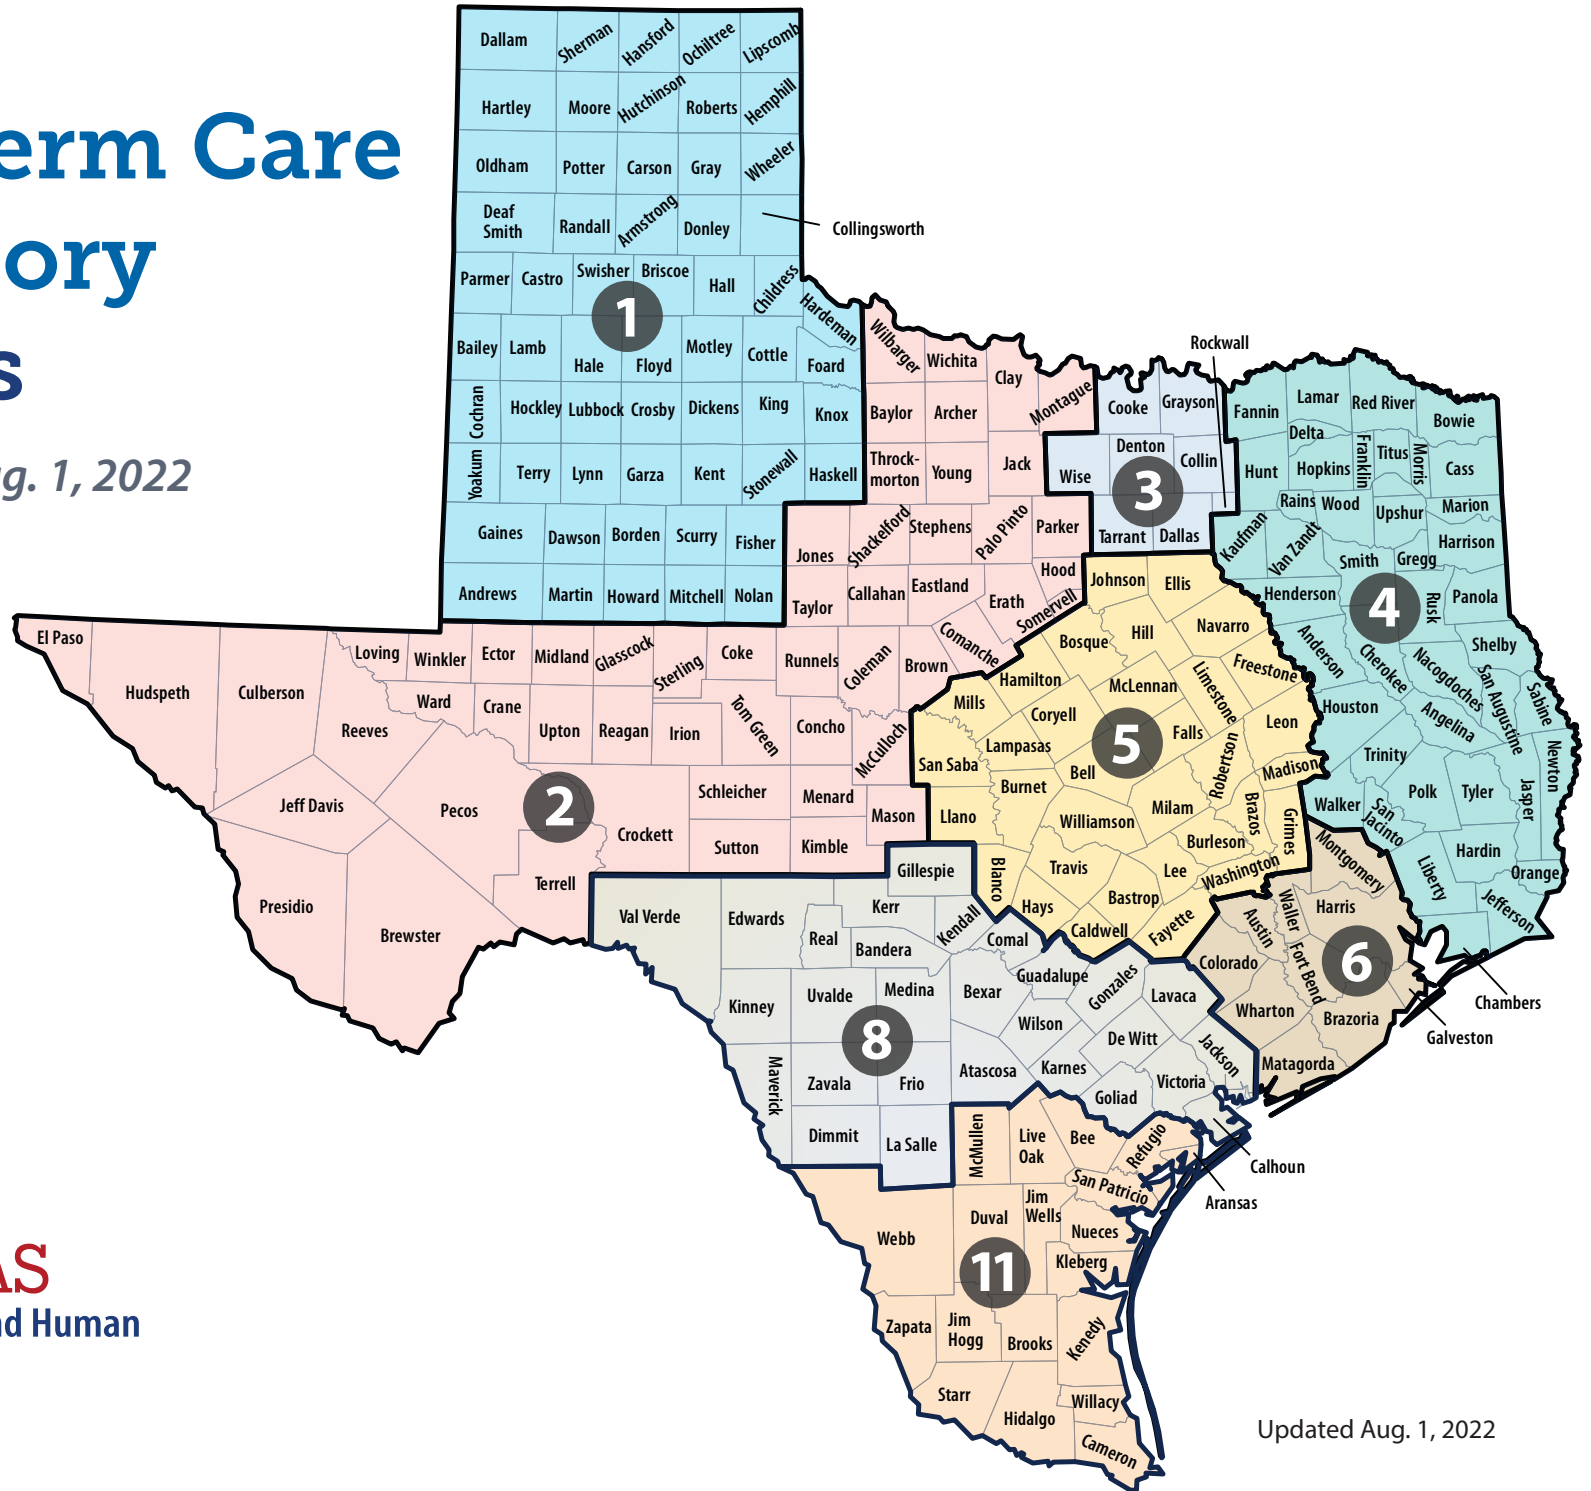 erm Care
ory
s
g. 1, 2022
Dallam
Sherman
Hansford
Ochiltree
Lipscomb
Hartley
Moore
Hutchinson
Roberts
Hemphill
Oldham
Potter
Carson
Gray
Wheeler
Deaf
Smith
Randall
Armstrong
Donley
Collingsworth
Parmer
Castro
Swisher
Briscoe
Hall
Childress
Hardeman
1
Bailey
Lamb
Hale
Floyd
Motley
Cottle
Foard
Cochran
Hockley
Lubbock
Crosby
Dickens
King
Knox
Yoakum
Terry
Lynn
Garza
Kent
Stonewall
Haskell
Gaines
Dawson
Borden
Scurry
Fisher
Andrews
Martin
Howard
Mitchell
Nolan
Wilbarger
Wichita
Clay
Montague
Baylor
Archer
Throck-
morton
Young
Jack
Jones
Shackelford
Stephens
Palo Pinto
Parker
Taylor
Callahan
Eastland
Hood
Erath
Somervell
Comanche
Rockwall
Cooke
Grayson
Denton
Collin
Wise
3
Tarrant
Dallas
Fannin
Lamar
Red River
Bowie
Delta
Hunt
Hopkins
Franklin
Titus
Morris
Cass
Rains
Wood
Upshur
Marion
Kaufman
Van Zandt
Smith
Gregg
Harrison
Henderson
4
Rusk
Panola
Anderson
Cherokee
Nacogdoches
Shelby
San Augustine
Sabine
Houston
Angelina
Trinity
Newton
Jasper
Polk
Tyler
Walker
San
Jacinto
Hardin
Liberty
Orange
Jefferson
Chambers
El Paso
Hudspeth
Culberson
Loving
Winkler
Ector
Midland
Glasscock
Sterling
Coke
Runnels
Coleman
Brown
Reeves
Ward
Crane
Upton
Reagan
Irion
Tom Green
Concho
McCulloch
Jeff Davis
Pecos
2
Crockett
Schleicher
Menard
Mason
Sutton
Kimble
Presidio
Brewster
Terrell
Johnson
Ellis
Bosque
Hill
Navarro
Hamilton
McLennan
Limestone
Freestone
Mills
Coryell
Falls
Leon
Lampasas
5
San Saba
Bell
Robertson
Madison
Burnet
Llano
Williamson
Milam
Brazos
Grimes
Burleson
Blanco
Travis
Lee
Washington
Bastrop
Hays
Caldwell
Fayette
Montgomery
Waller
Harris
Austin
6
Colorado
Fort Bend
Wharton
Brazoria
Matagorda
Galveston
Gillespie
Val Verde
Edwards
Kerr
Kendall
Real
Bandera
Comal
Kinney
Uvalde
Medina
Bexar
Guadalupe
Gonzales
Lavaca
Wilson
De Witt
Jackson
8
Maverick
Zavala
Frio
Atascosa
Karnes
Victoria
Goliad
Dimmit
La Salle
Calhoun
McMullen
Live
Oak
Bee
Refugio
Aransas
San Patricio
Webb
Duval
Jim
Wells
Nueces
11
Kleberg
Zapata
Jim
Hogg
Brooks
Kenedy
Starr
Hidalgo
Willacy
Cameron
AS
nd Human
Updated Aug. 1, 2022